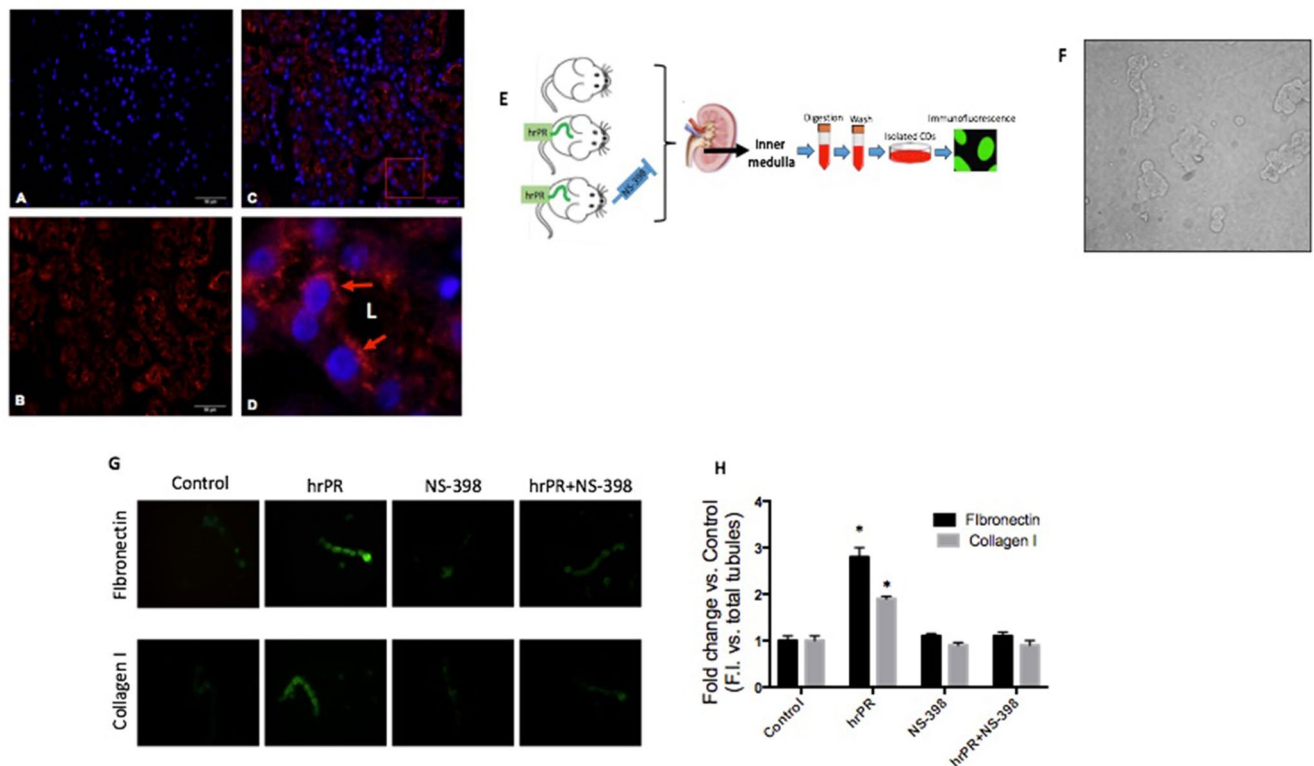 A
C
B
D
L
E
hrPR
hrPR
NS-398
Inner
medulla
Digestion
Wash
Isolated CDs
Immunofluorescence
F
G
Control
hrPR
NS-398
hrPR+NS-398
FIbronectin
Collagen I
H
Fold change vs. Control
(F.I. vs. total tubules)
4
3
2
1
0
*
*
FIbronectin
Collagen I
Control
hrPR
NS-398
hrPR+NS-398